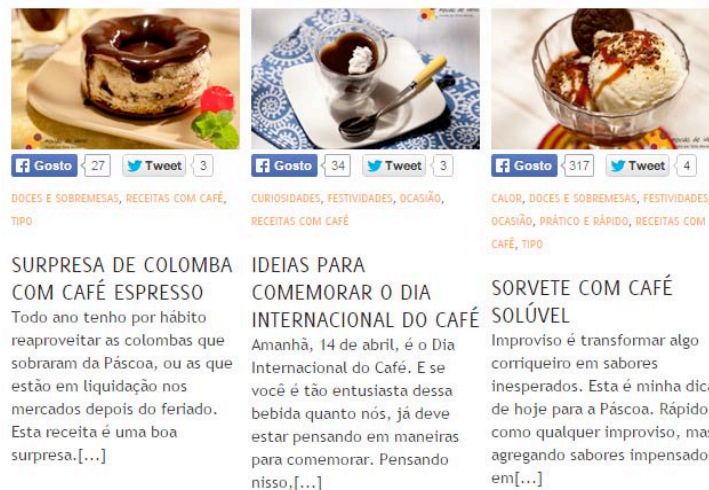 Gosto 27 Tweet 3
DOCES E SOBREMESAS, RECEITAS COM CAFÉ,
TIPO
SURPRESA DE COLOMBA
COM CAFÉ ESPRESSO
Todo ano tenho por hábito
reaproveitar as colombas que
sobraram da Páscoa, ou as que
estão em liquidação nos
mercados depois do feriado.
Esta receita é uma boa
surpresa.[...]
Gosto 34 Tweet 3
CURIOSIDADES, FESTIVIDADES, OCASIÃO,
RECEITAS COM CAFÉ
IDEIAS PARA
COMEMORAR O DIA
INTERNACIONAL DO CAFÉ
Amanhã, 14 de abril, é o Dia
Internacional do Café. E se
você é tão entusiasta dessa
bebida quanto nós, já deve
estar pensando em maneiras
para comemorar. Pensando
nisso,[...]
Gosto 317 Tweet 4
CALOR, DOCES E SOBREMESAS, FESTIVIDADES,
OCASIÃO, PRÁTICO E RÁPIDO, RECEITAS COM
CAFÉ, TIPO
SORVETE COM CAFÉ
SOLÚVEL
Improviso é transformar algo
corriqueiro em sabores
inesperados. Esta é minha dica
de hoje para a Páscoa. Rápido
como qualquer improviso, mas
agregando sabores impensados
em[...]